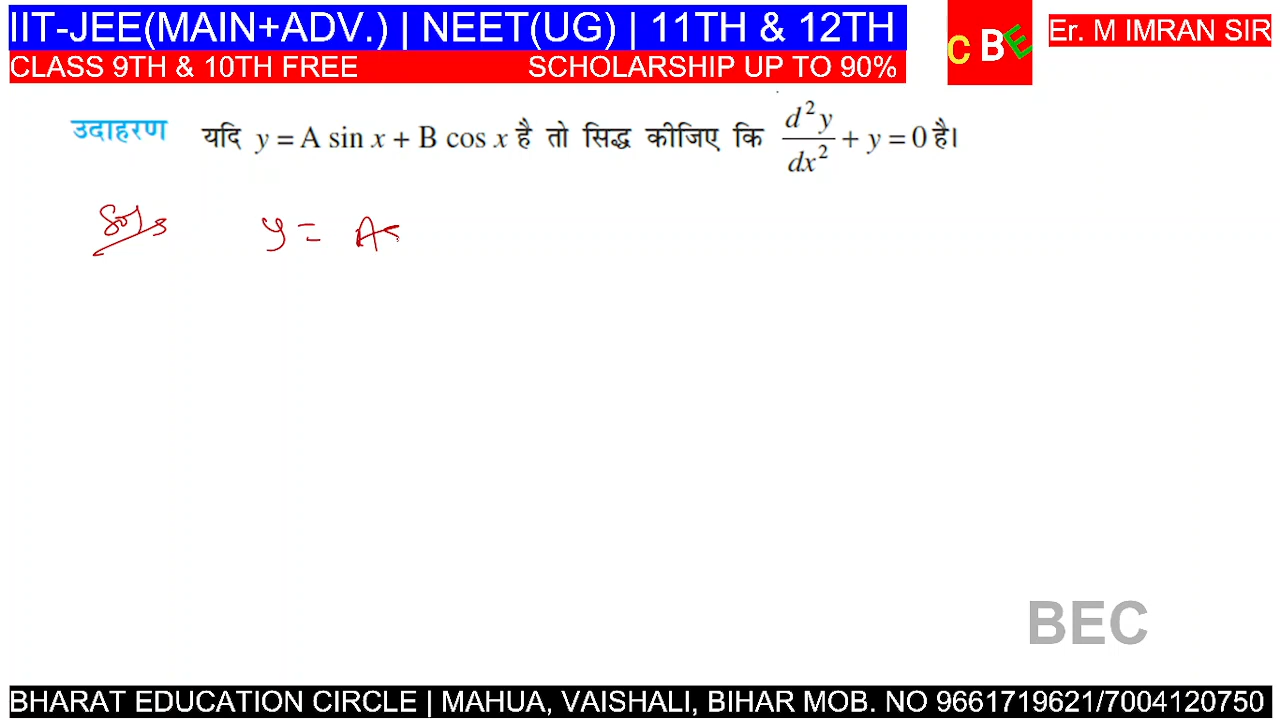 IIT-JEE(MAIN+ADV.) | NEET(UG) | 11TH & 12TH
CLASS 9TH & 10TH FREE SCHOLARSHIP UP TO 90%
CBE
Er. M IMRAN SIR
उदाहरण यदि y = A sin x + B cos x है तो सिद्ध कीजिए कि d²y/dx² + y = 0 है।
Sol. y = As
BEC
BHARAT EDUCATION CIRCLE | MAHUA, VAISHALI, BIHAR MOB. NO 9661719621/7004120750